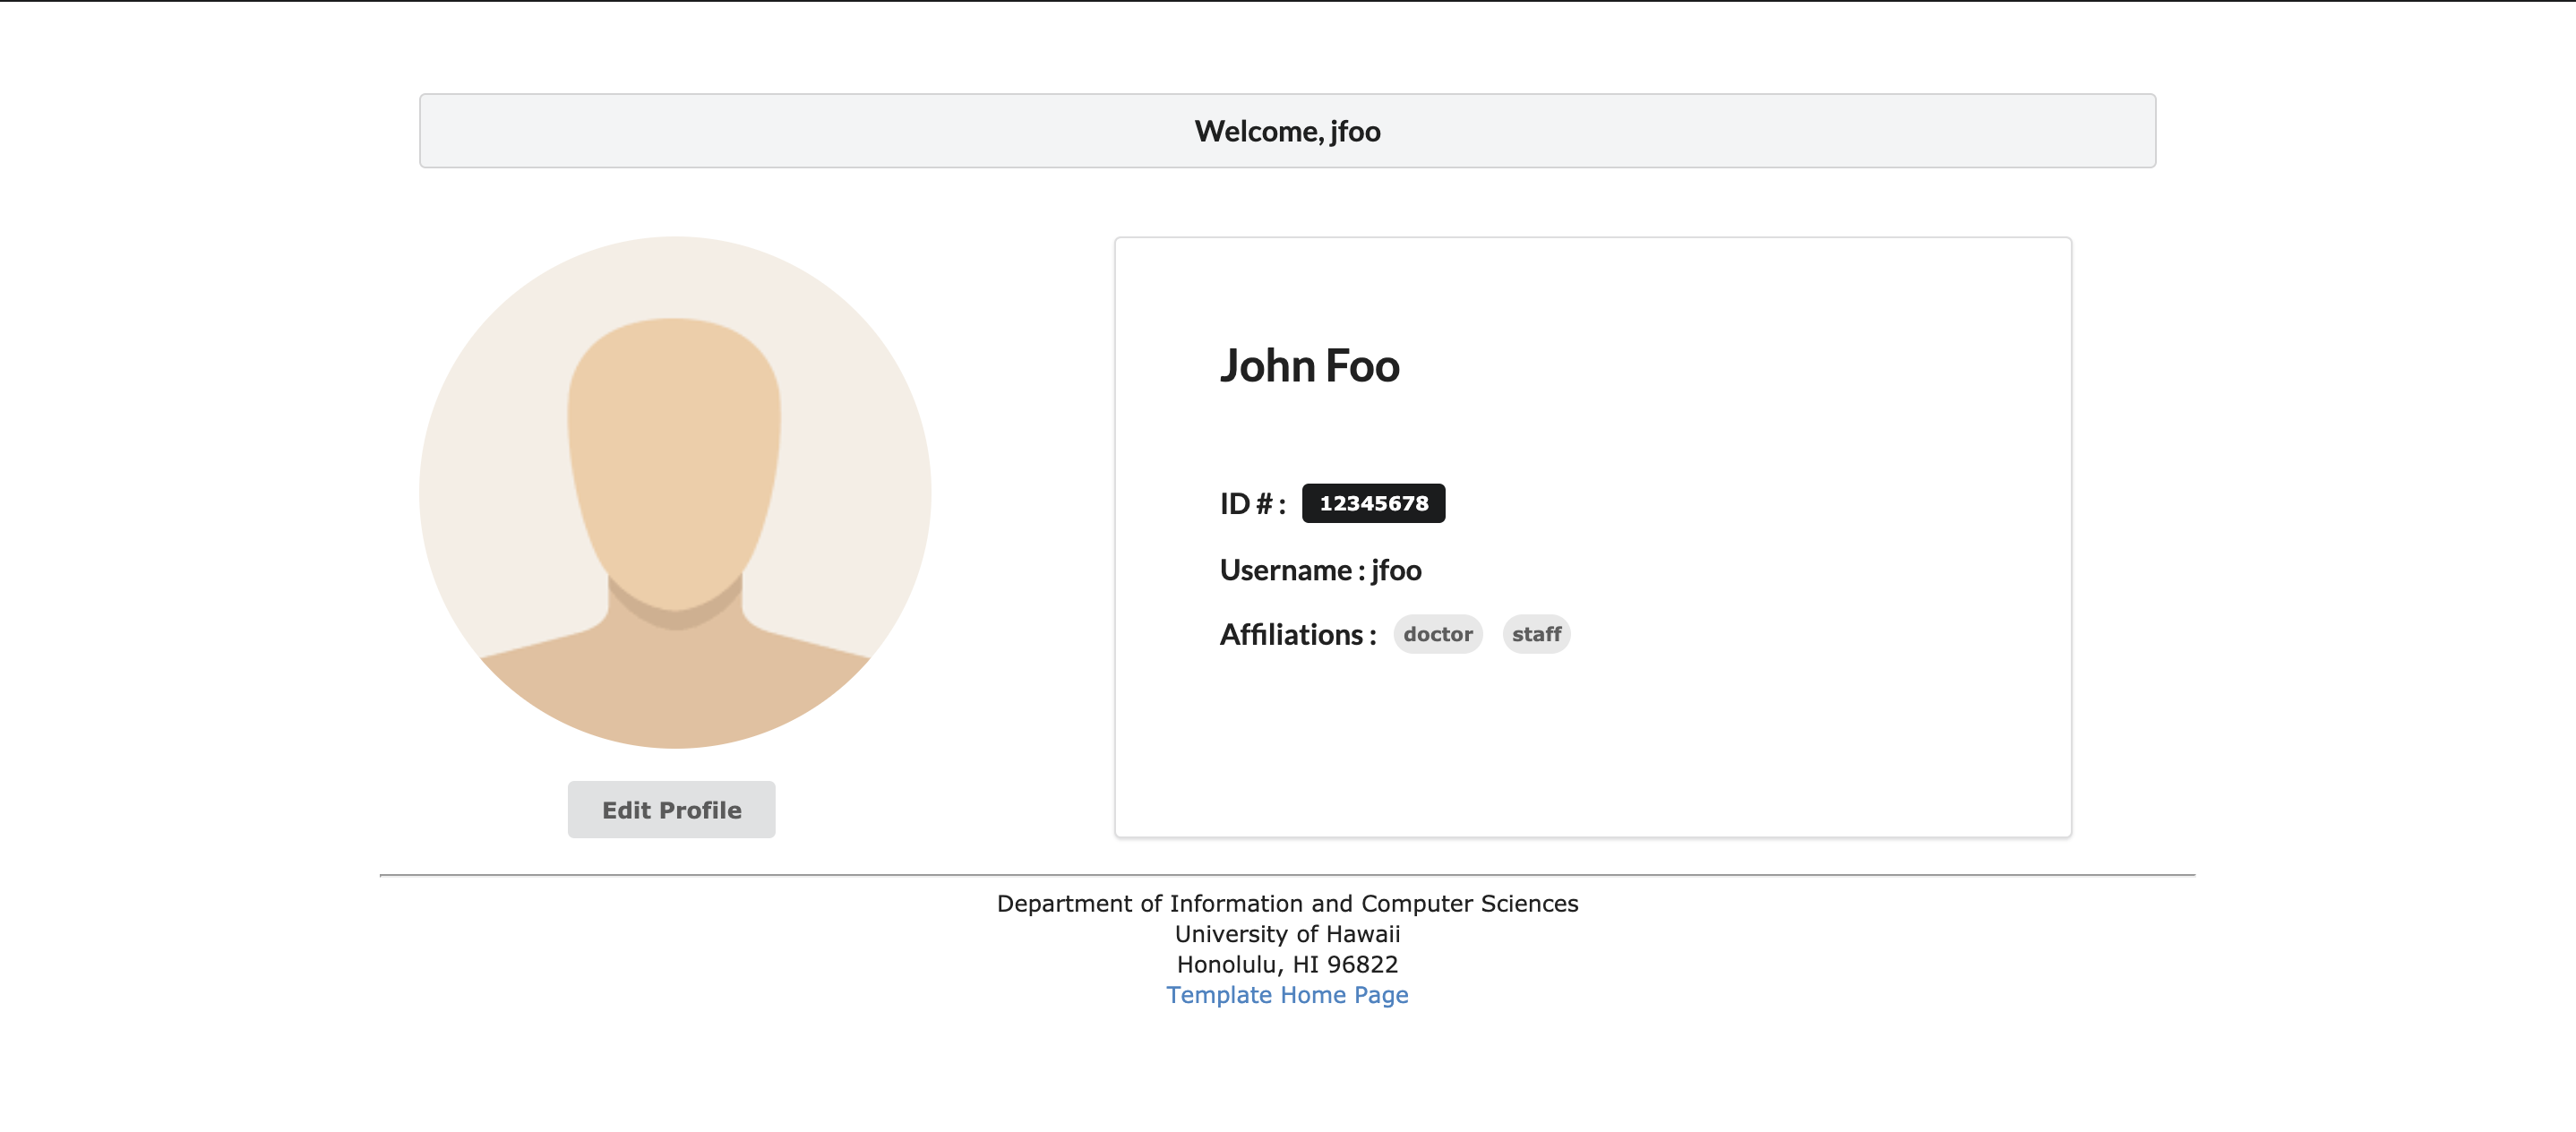 Welcome, jfoo
John Foo
ID # : 12345678
Username : jfoo
Affiliations : doctor staff
Edit Profile
Department of Information and Computer Sciences
University of Hawaii
Honolulu, HI 96822
Template Home Page